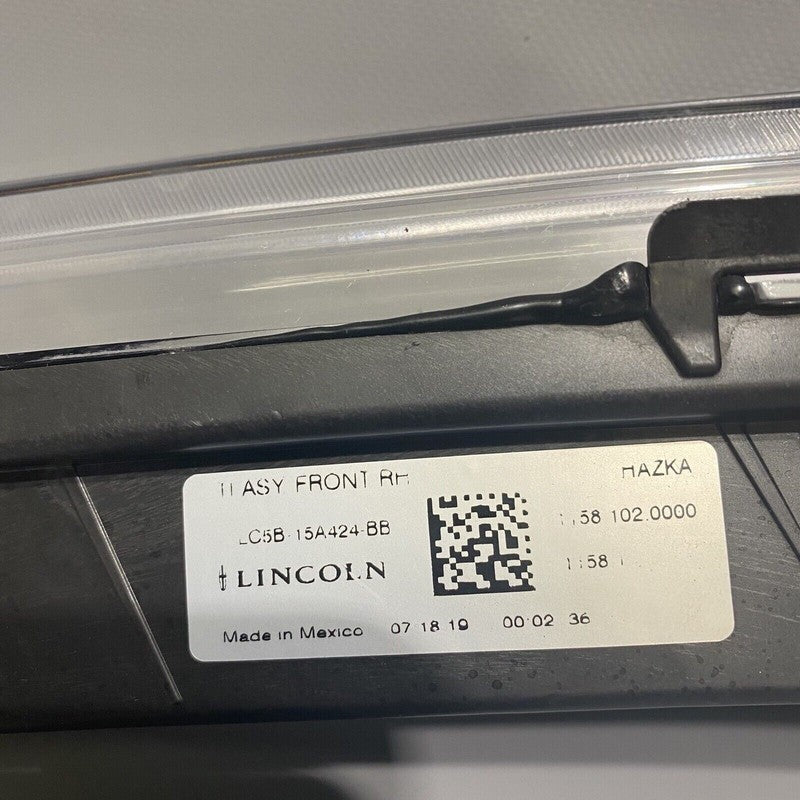 ASY FRONT RH
HAZKA
LC5B-15A424-BB
58 102.0000
LINCOLN
58
Made in Mexico 07 18 19 00:02 36